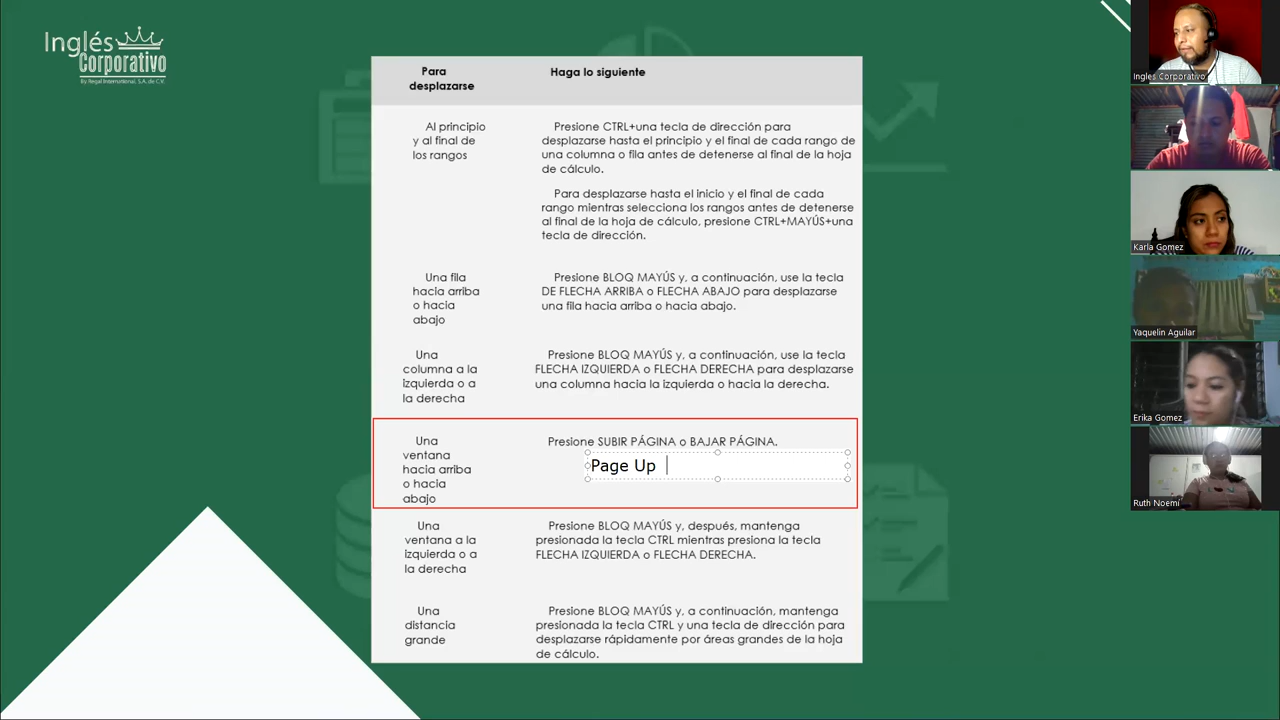 Inglés
Corporativo
By Regal International, S.A. de C.V.
Para
desplazarse
Haga lo siguiente
Al principio
y al final de
los rangos
Presione CTRL+una tecla de dirección para
desplazarse hasta el principio y el final de cada rango de
una columna o fila antes de detenerse al final de la hoja
de cálculo.
Para desplazarse hasta el inicio y el final de cada
rango mientras selecciona los rangos antes de detenerse
al final de la hoja de cálculo, presione CTRL+MAYÚS+una
tecla de dirección.
Una fila
hacia arriba
o hacia
abajo
Presione BLOQ MAYÚS y, a continuación, use la tecla
DE FLECHA ARRIBA o FLECHA ABAJO para desplazarse
una fila hacia arriba o hacia abajo.
Una
columna a la
izquierda o a
la derecha
Presione BLOQ MAYÚS y, a continuación, use la tecla
FLECHA IZQUIERDA o FLECHA DERECHA para desplazarse
una columna hacia la izquierda o hacia la derecha.
Una
ventana
hacia arriba
o hacia
abajo
Presione SUBIR PÁGINA o BAJAR PÁGINA.
Page Up
Una
ventana a la
izquierda o a
la derecha
Presione BLOQ MAYÚS y, después, mantenga
presionada la tecla CTRL mientras presiona la tecla
FLECHA IZQUIERDA o FLECHA DERECHA.
Una
distancia
grande
Presione BLOQ MAYÚS y, a continuación, mantenga
presionada la tecla CTRL y una tecla de dirección para
desplazarse rápidamente por áreas grandes de la hoja
de cálculo.
Ingles Corporativo
Karla Gomez
Yaquelin Aguilar
Erika Gomez
Ruth Noemí